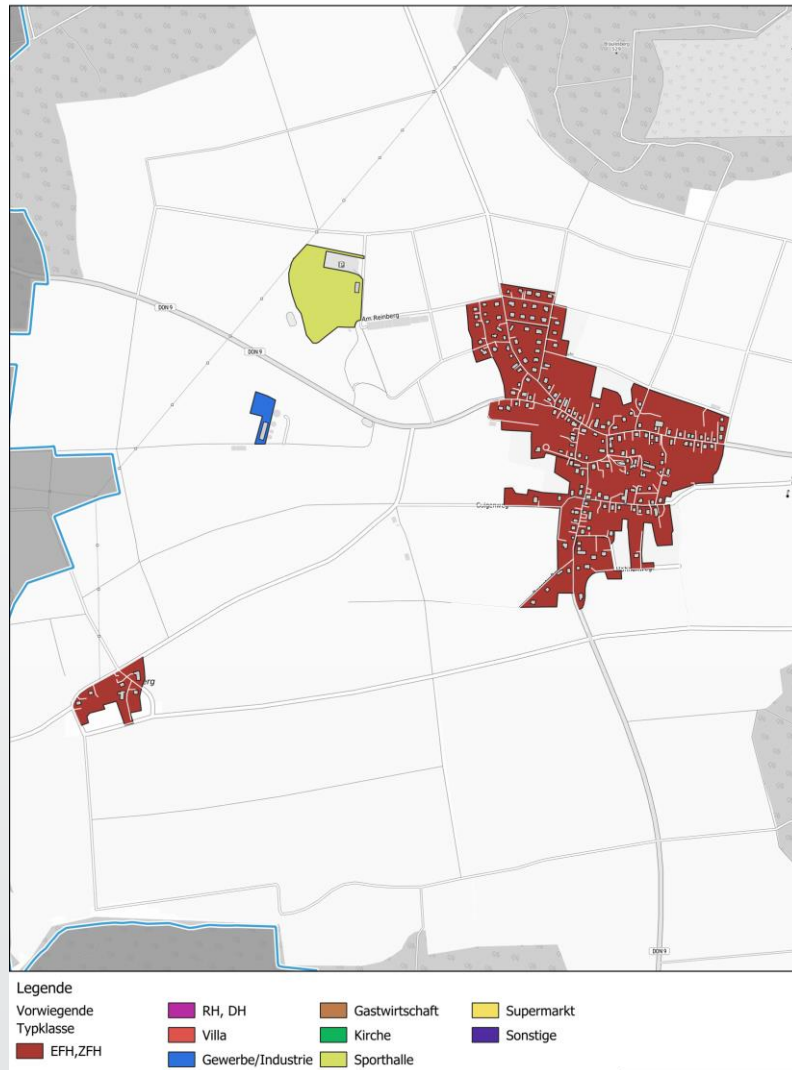 DON 9
Am Reinberg
DON 9
DON 9
Legende
Vorwiegende
Typklasse
EFH,ZFH
RH, DH
Villa
Gewerbe/Industrie
Gastwirtschaft
Kirche
Sporthalle
Supermarkt
Sonstige